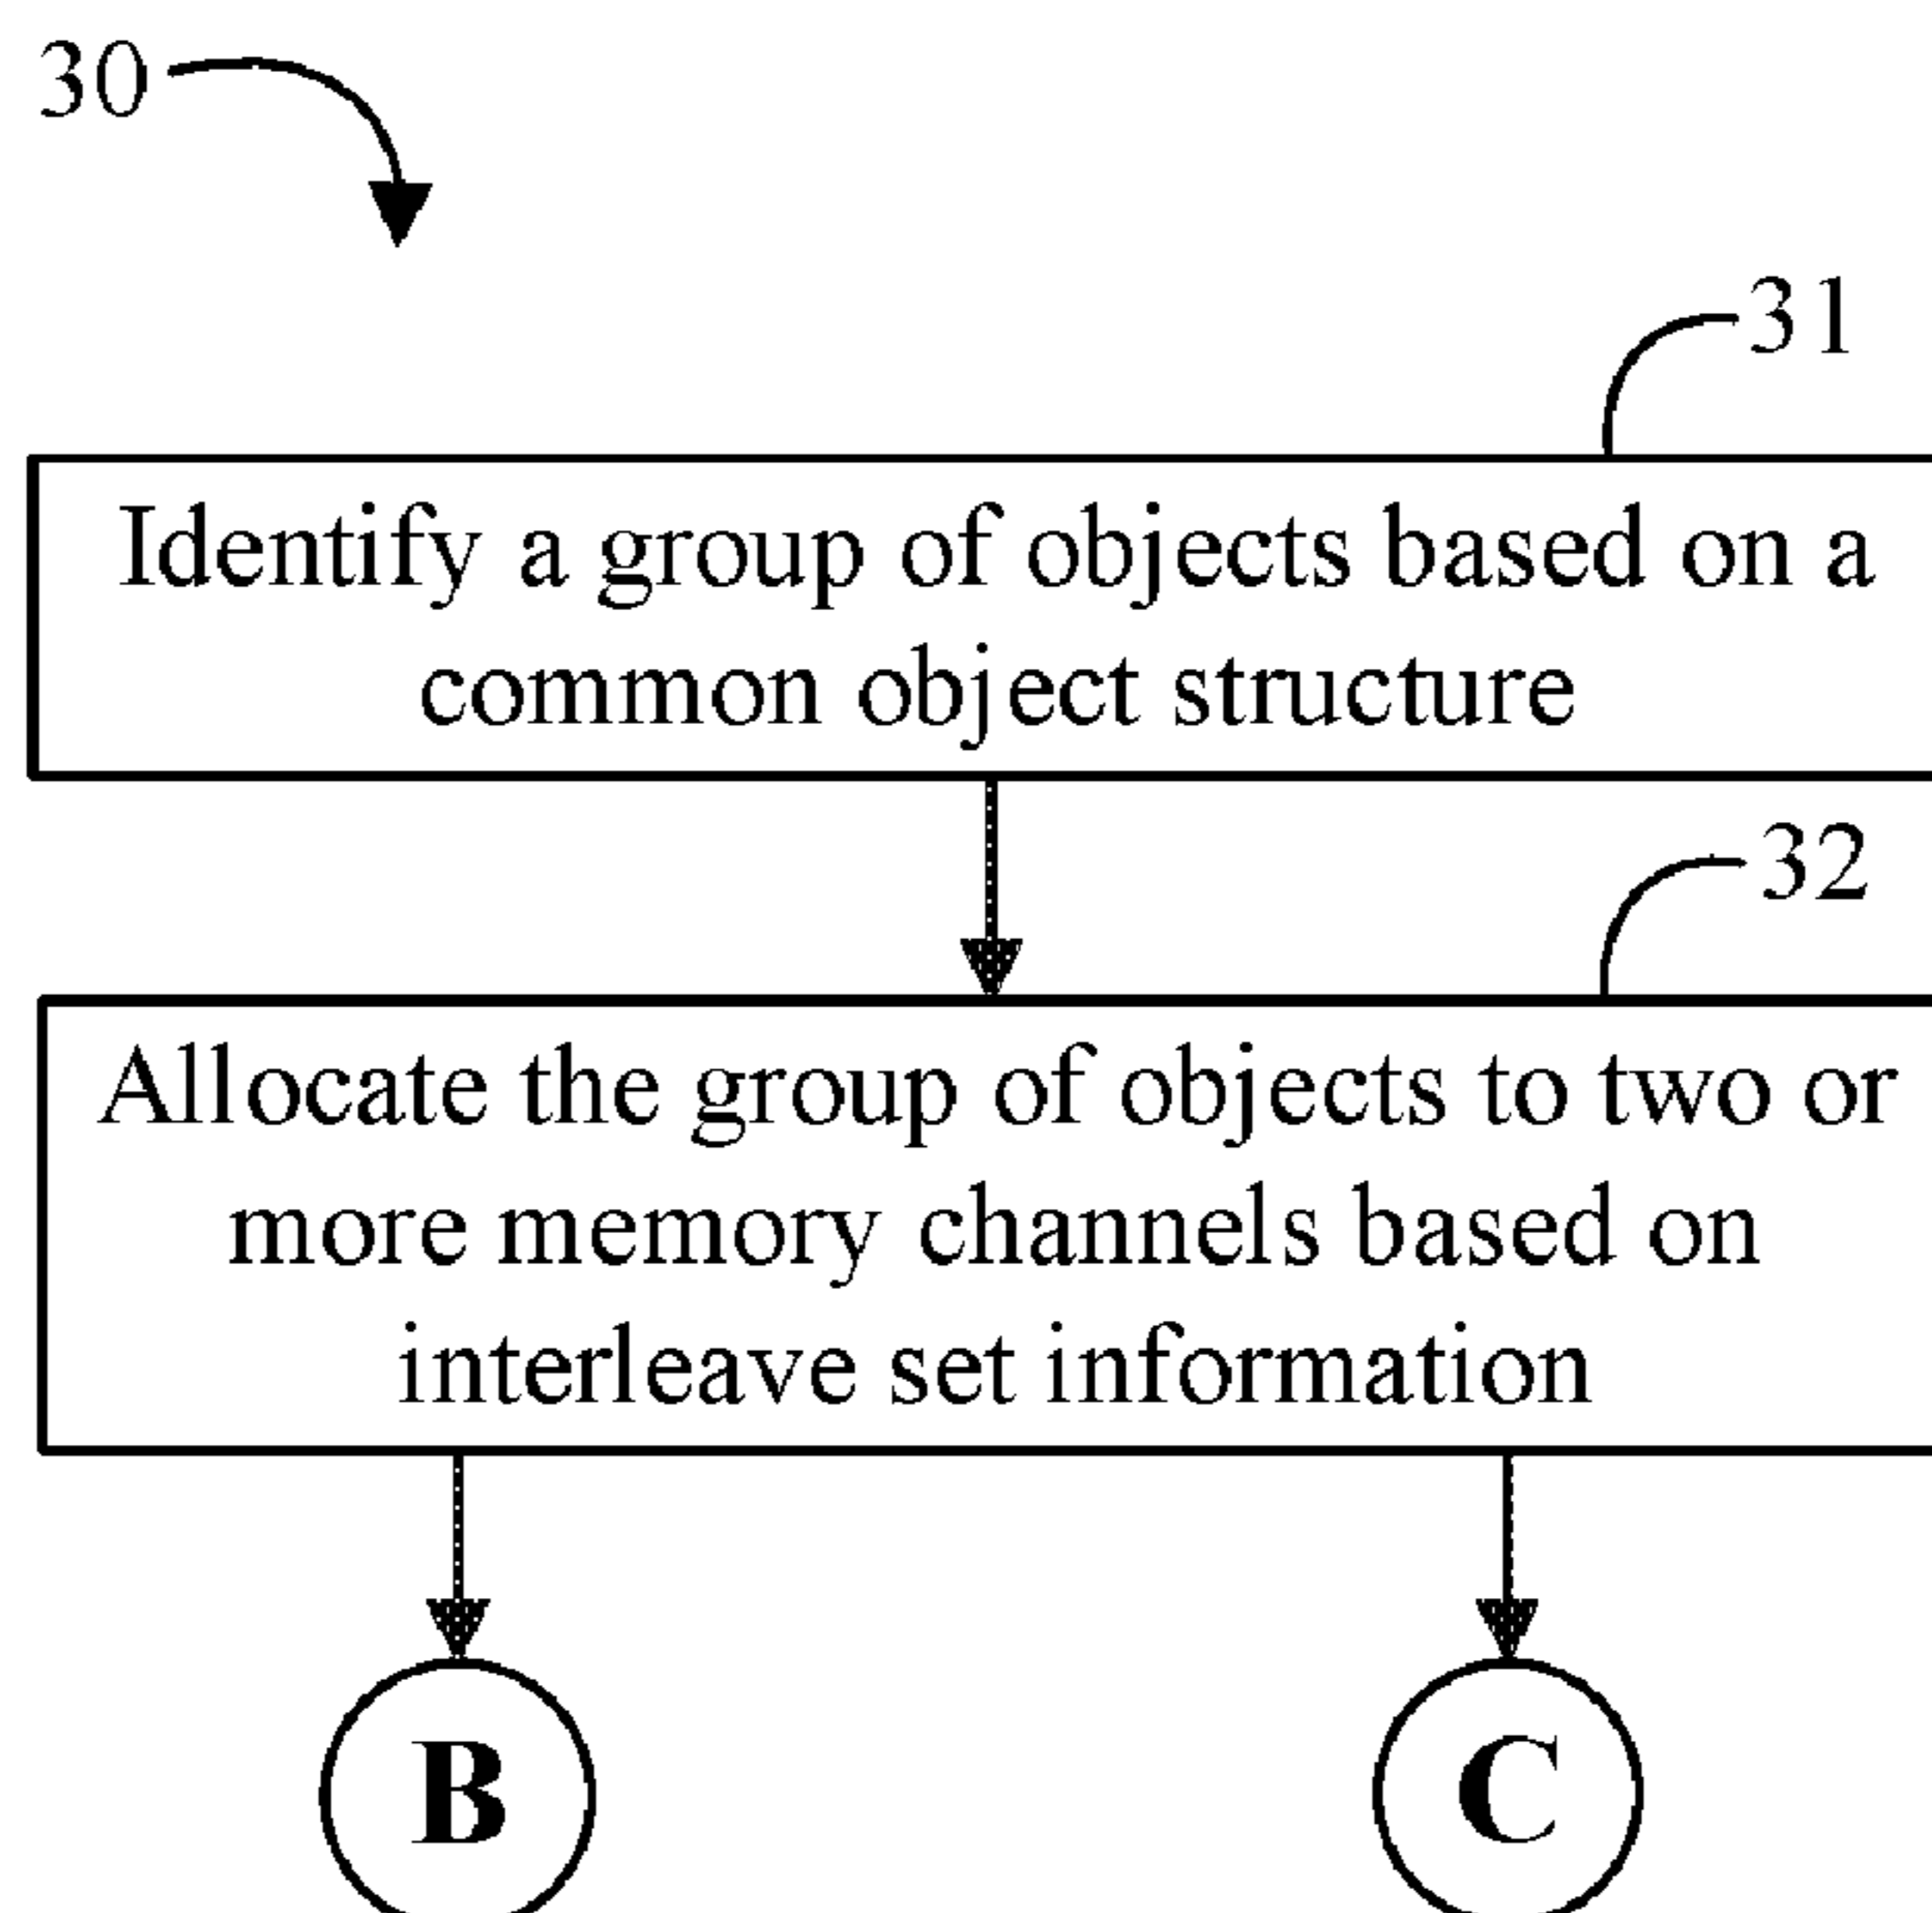 30
31
Identify a group of objects based on a
common object structure
32
Allocate the group of objects to two or
more memory channels based on
interleave set information
B
C